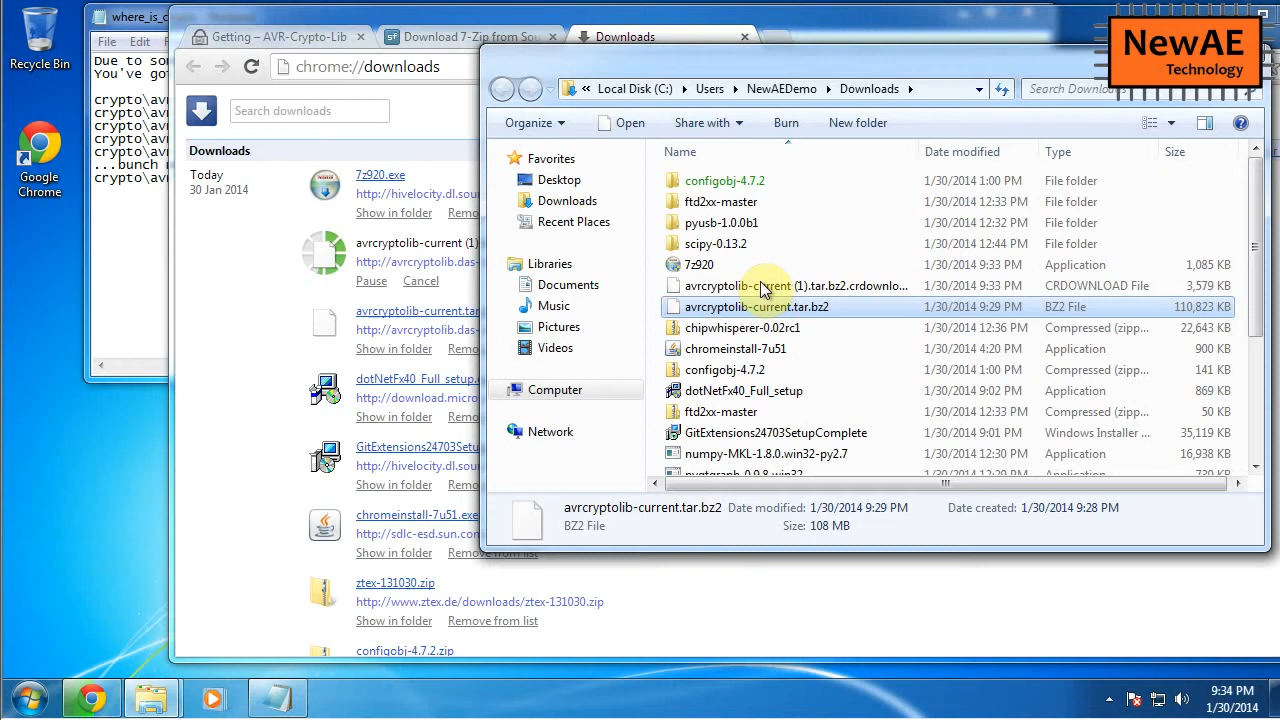 Recycle Bin
Google
Chrome
where_is_c
File Edit
Due to so
You've go
crypto\av
crypto\av
crypto\av
crypto\av
crypto\av
...bunch
crypto\av
Getting – AVR-Crypto-Lib
Download 7-Zip from Sou
Downloads
chrome://downloads
Search downloads
Downloads
Today
30 Jan 2014
7z920.exe
http://hivelocity.dl.sou
Show in folder Remo
avrcryptolib-current (1)
http://avrcryptolib.das-
Pause Cancel
avrcryptolib-current.tar
http://avrcryptolib.das-
Show in folder Remo
dotNetFx40_Full_setup.e
http://download.micro
Show in folder Remo
GitExtensions24703Setu
http://hivelocity.dl.sou
Show in folder Remo
chromeinstall-7u51.exe
http://sdlc-esd.sun.con
Show in folder Remove from list
ztex-131030.zip
http://www.ztex.de/downloads/ztex-131030.zip
Show in folder Remove from list
configobj-4.7.2.zip
NewAE
Technology
« Local Disk (C:) Users NewAEDemo Downloads
Search Downloads
Organize Open Share with Burn New folder
Favorites
Desktop
Downloads
Recent Places
Libraries
Documents
Music
Pictures
Videos
Computer
Network
Name Date modified Type Size
configobj-4.7.2 1/30/2014 1:00 PM File folder
ftd2xx-master 1/30/2014 12:33 PM File folder
pyusb-1.0.0b1 1/30/2014 12:32 PM File folder
scipy-0.13.2 1/30/2014 12:44 PM File folder
7z920 1/30/2014 9:33 PM Application 1,085 KB
avrcryptolib-current (1).tar.bz2.crdownlo... 1/30/2014 9:33 PM CRDOWNLOAD File 3,579 KB
avrcryptolib-current.tar.bz2 1/30/2014 9:29 PM BZ2 File 110,823 KB
chipwhisperer-0.02rc1 1/30/2014 12:36 PM Compressed (zipp... 22,643 KB
chromeinstall-7u51 1/30/2014 4:20 PM Application 900 KB
configobj-4.7.2 1/30/2014 1:00 PM Compressed (zipp... 141 KB
dotNetFx40_Full_setup 1/30/2014 9:02 PM Application 869 KB
ftd2xx-master 1/30/2014 12:33 PM Compressed (zipp... 50 KB
GitExtensions24703SetupComplete 1/30/2014 9:01 PM Windows Installer ... 35,119 KB
numpy-MKL-1.8.0.win32-py2.7 1/30/2014 12:28 PM Application 16,938 KB
pyqtgraph-0.9.8.win32 1/30/2014 12:29 PM Application 739 KB
avrcryptolib-current.tar.bz2 Date modified: 1/30/2014 9:29 PM Date created: 1/30/2014 9:28 PM
BZ2 File Size: 108 MB
9:34 PM
1/30/2014